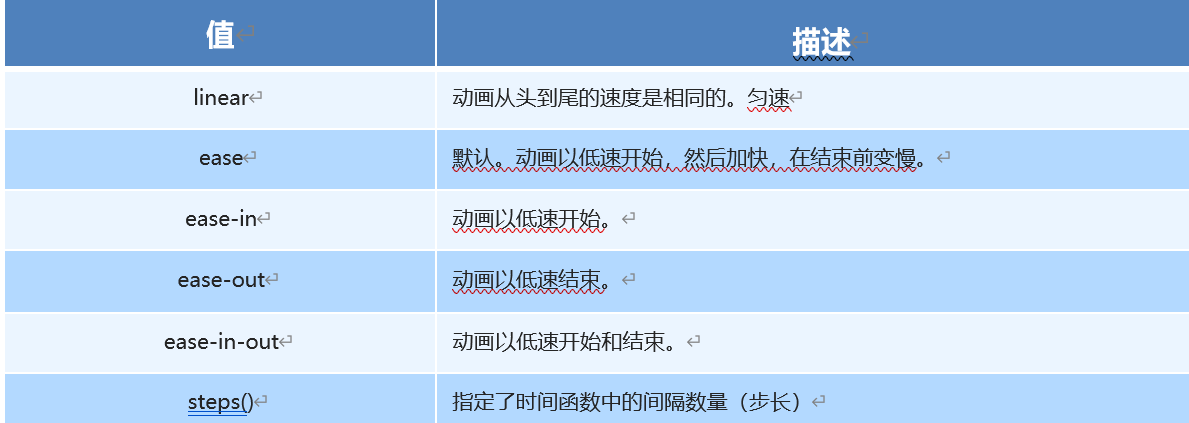 值
描述
linear
动画从头到尾的速度是相同的。匀速
ease
默认。动画以低速开始，然后加快，在结束前变慢。
ease-in
动画以低速开始。
ease-out
动画以低速结束。
ease-in-out
动画以低速开始和结束。
steps()
指定了时间函数中的间隔数量（步长）